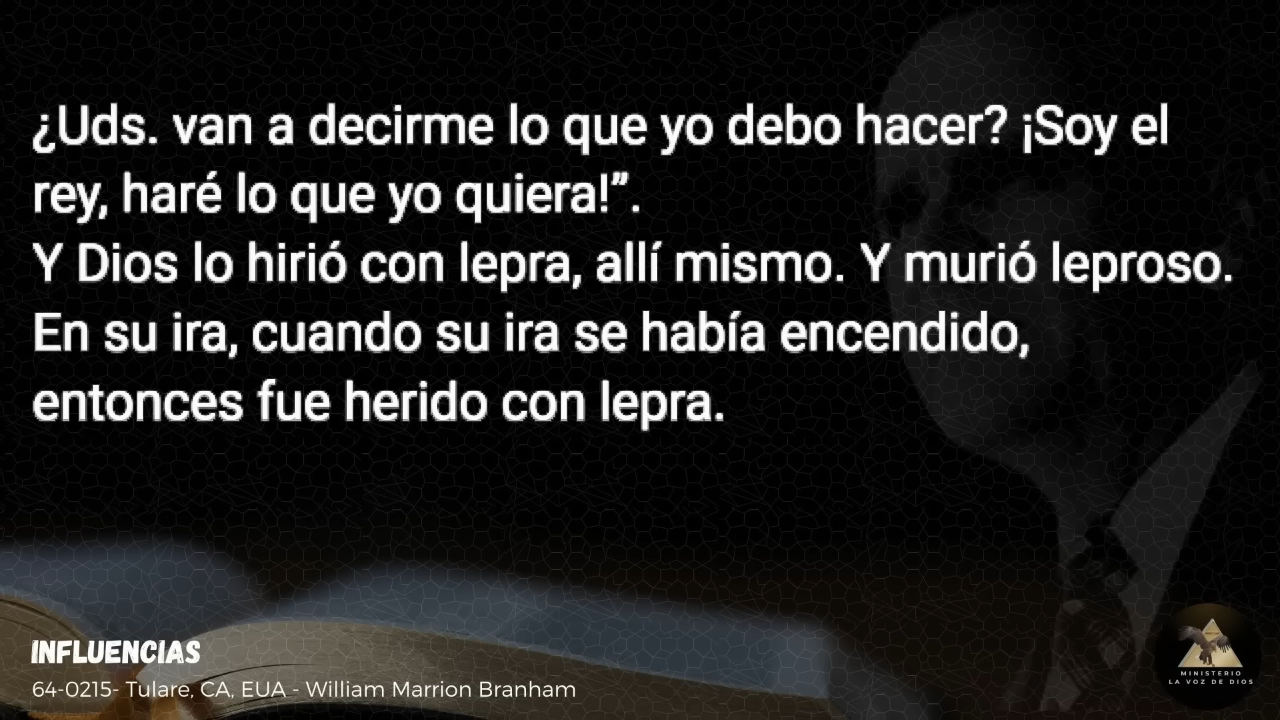 ¿Uds. van a decirme lo que yo debo hacer? ¡Soy el
rey, haré lo que yo quiera!”.
Y Dios lo hirió con lepra, allí mismo. Y murió leproso.
En su ira, cuando su ira se había encendido,
entonces fue herido con lepra.
INFLUENCIAS
64-0215- Tulare, CA, EUA - William Marrion Branham
MINISTERIO
LA VOZ DE DIOS